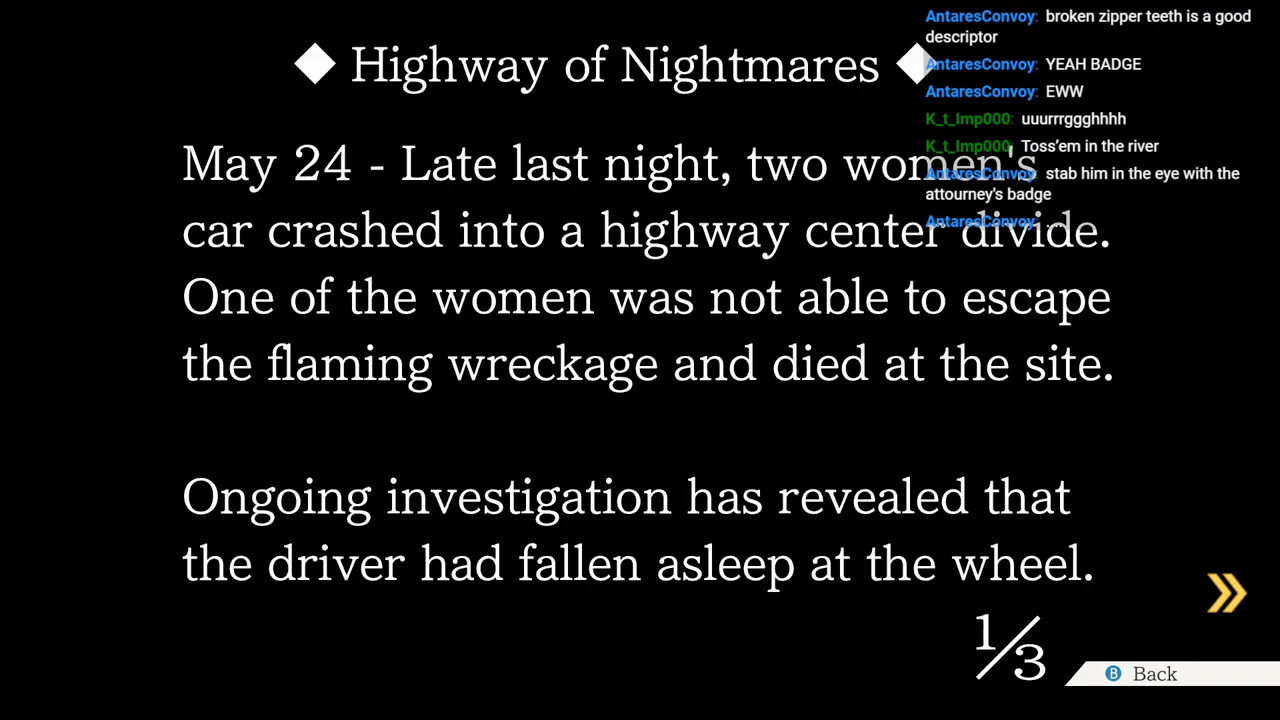 ◆ Highway of Nightmares ◆
May 24 - Late last night, two women's
car crashed into a highway center divide.
One of the women was not able to escape
the flaming wreckage and died at the site.
Ongoing investigation has revealed that
the driver had fallen asleep at the wheel.
1/3
B Back
AntaresConvoy: broken zipper teeth is a good
descriptor
AntaresConvoy: YEAH BADGE
AntaresConvoy: EWW
K_t_Imp000: uuurrrggghhhh
K_t_Imp000: Toss'em in the river
AntaresConvoy: stab him in the eye with the
attourney's badge
AntaresConvoy: